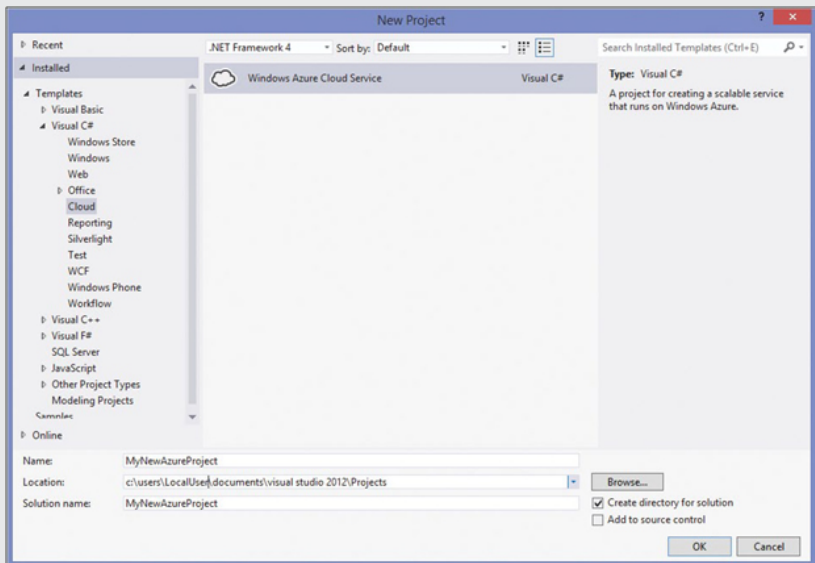 New Project
?
Recent
.NET Framework 4
Sort by: Default
Search Installed Templates (Ctrl+E)
Installed
Windows Azure Cloud Service
Visual C#
Type: Visual C#
A project for creating a scalable service
that runs on Windows Azure.
Templates
Visual Basic
Visual C#
Windows Store
Windows
Web
Office
Cloud
Reporting
Silverlight
Test
WCF
Windows Phone
Workflow
Visual C++
Visual F#
SQL Server
JavaScript
Other Project Types
Modeling Projects
Samples
Online
Name: MyNewAzureProject
Location: c:\users\LocalUser\documents\visual studio 2012\Projects
Browse...
Solution name: MyNewAzureProject
Create directory for solution
Add to source control
OK
Cancel